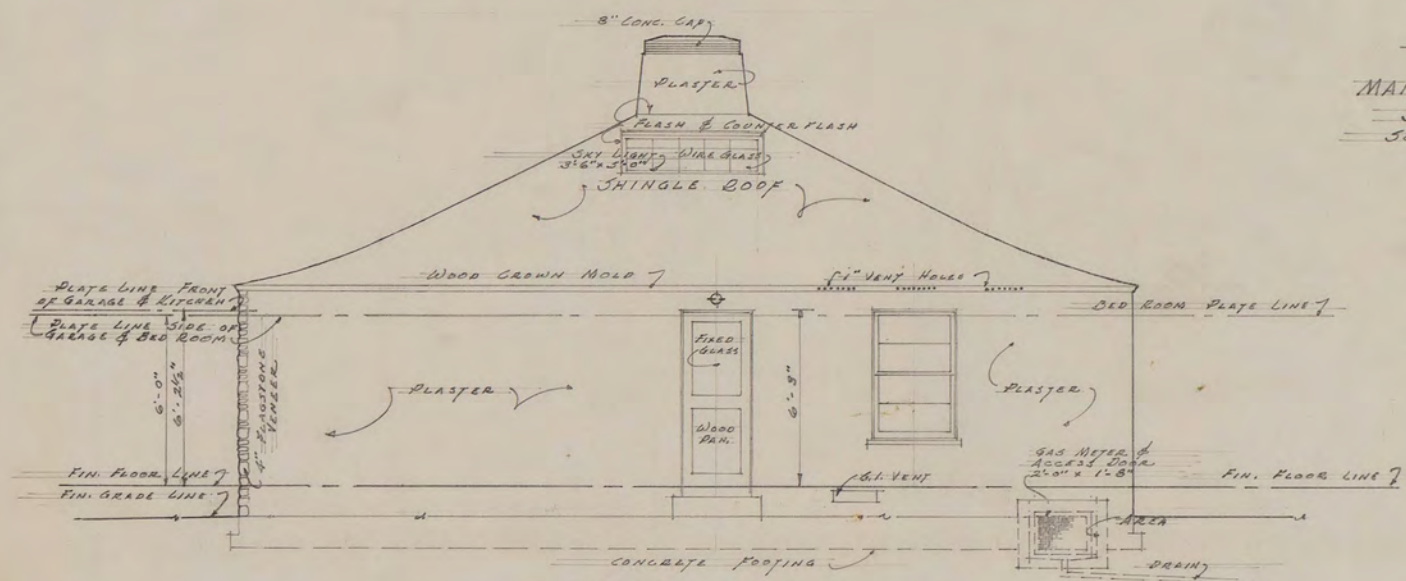 8" CONC. CAP
PLASTER
FLASH & COUNTER FLASH
SKY LIGHT
3'-6" x 5'-0"
WIRE GLASS
SHINGLE ROOF
MAN
WOOD CROWN MOLD
1" VENT HOLES
PLATE LINE FRONT
OF GARAGE & KITCHEN
BED ROOM PLATE LINE
PLATE LINE SIDE OF
GARAGE & BED ROOM
6'-0"
6'-2½"
4" FLAGSTONE
VENEER
PLASTER
FIXED
GLASS
6'-8"
PLASTER
WOOD
PAN.
GAS METER &
ACCESS DOOR
2'-0" x 1'-8"
FIN. FLOOR LINE
G.I. VENT
FIN. FLOOR LINE
FIN. GRADE LINE
AREA
CONCRETE FOOTING
DRAIN